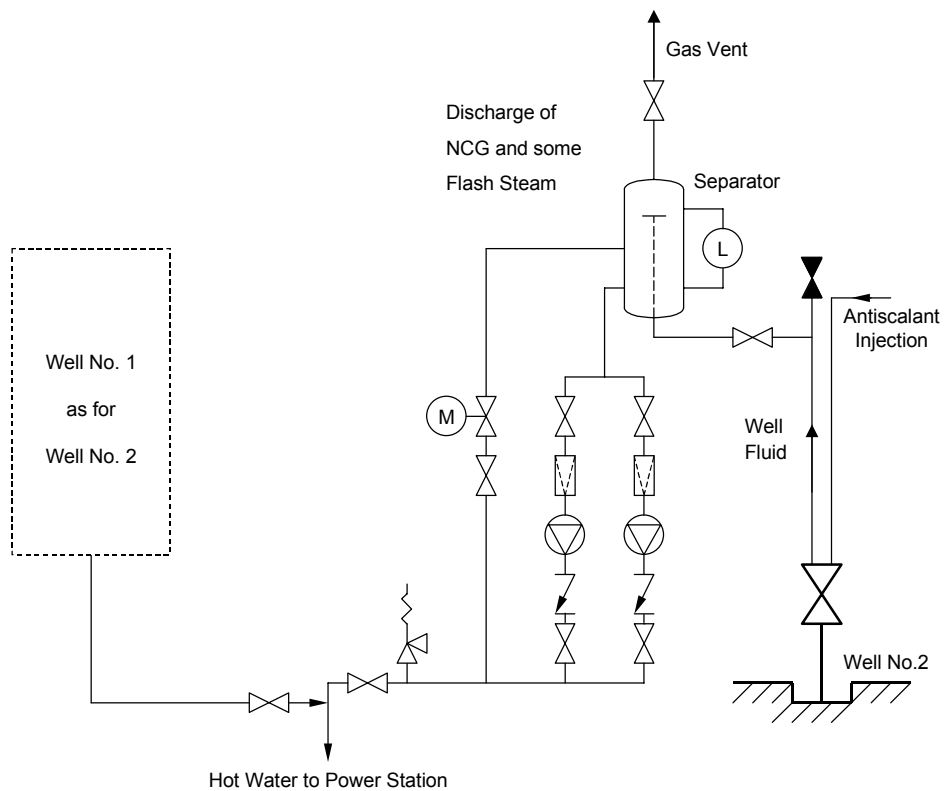 Gas Vent
Discharge of
NCG and some
Flash Steam
Separator
L
Antiscalant
Injection
Well No. 1
as for
Well No. 2
M
Well
Fluid
Well No.2
Hot Water to Power Station